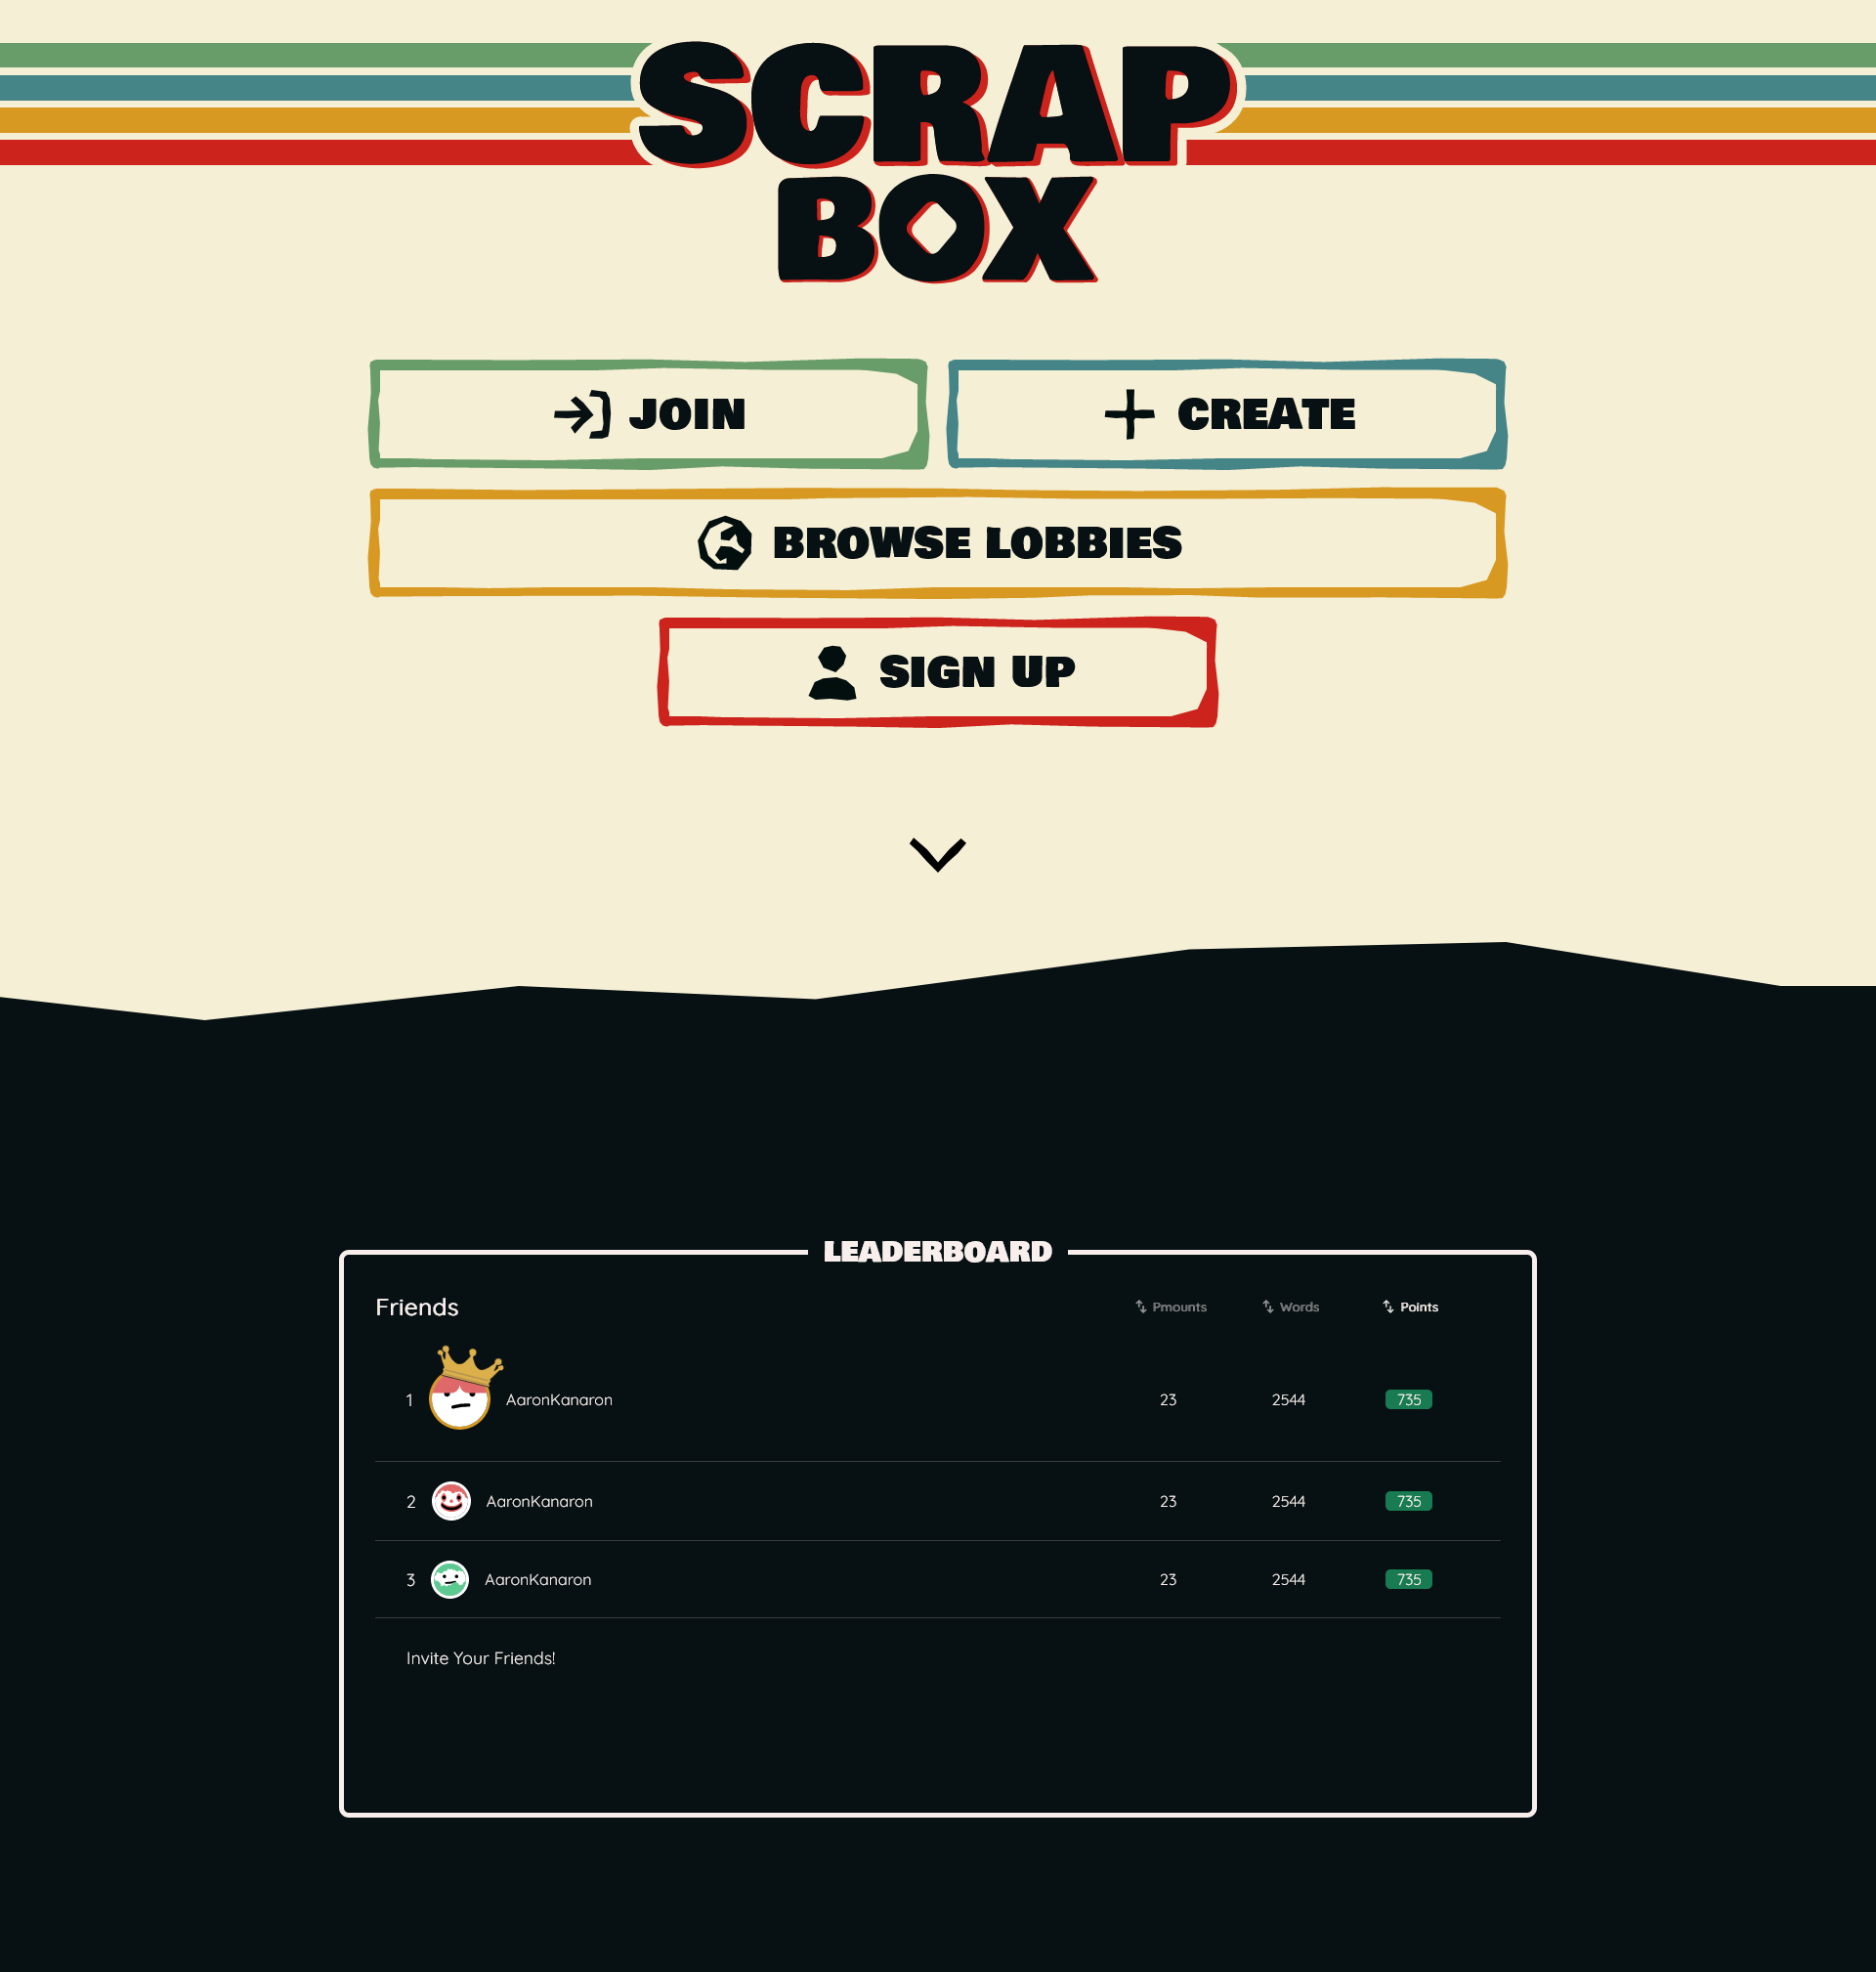 SCRAP
BOX
JOIN
CREATE
BROWSE LOBBIES
SIGN UP
LEADERBOARD
Friends Pmounts Words Points
1 AaronKanaron 23 2544 735
2 AaronKanaron 23 2544 735
3 AaronKanaron 23 2544 735
Invite Your Friends!